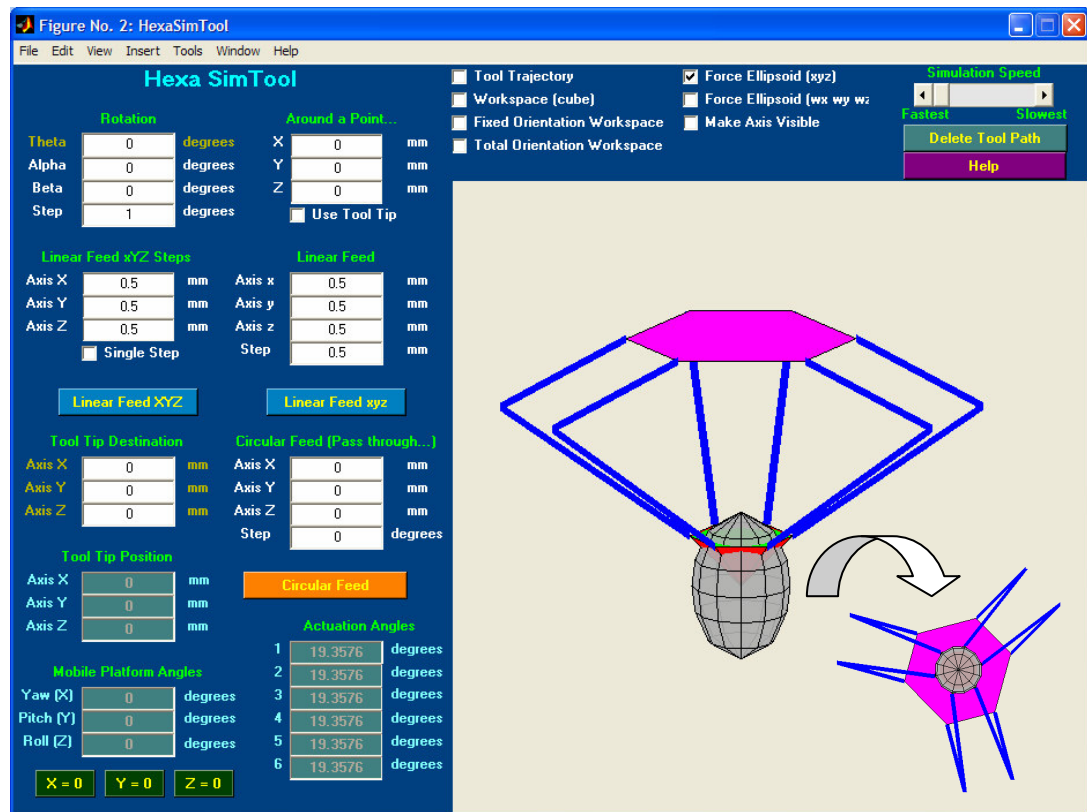 Figure No. 2: HexaSimTool
File Edit View Insert Tools Window Help
Hexa SimTool
Rotation
Theta 0 degrees
Alpha 0 degrees
Beta 0 degrees
Step 1 degrees
Around a Point...
X 0 mm
Y 0 mm
Z 0 mm
Use Tool Tip
Linear Feed xYZ Steps
Axis X 0.5 mm
Axis Y 0.5 mm
Axis Z 0.5 mm
Single Step
Linear Feed
Axis x 0.5 mm
Axis y 0.5 mm
Axis z 0.5 mm
Step 0.5 mm
Linear Feed XYZ
Linear Feed xyz
Tool Tip Destination
Axis X 0 mm
Axis Y 0 mm
Axis Z 0 mm
Circular Feed (Pass through...)
Axis X 0 mm
Axis Y 0 mm
Axis Z 0 mm
Step 0 degrees
Tool Tip Position
Axis X 0 mm
Axis Y 0 mm
Axis Z 0 mm
Circular Feed
Mobile Platform Angles
Yaw (X) 0 degrees
Pitch (Y) 0 degrees
Roll (Z) 0 degrees
X = 0 Y = 0 Z = 0
Actuation Angles
1 19.3576 degrees
2 19.3576 degrees
3 19.3576 degrees
4 19.3576 degrees
5 19.3576 degrees
6 19.3576 degrees
Tool Trajectory
Workspace (cube)
Fixed Orientation Workspace
Total Orientation Workspace
Force Ellipsoid (xyz)
Force Ellipsoid (wx wy wz
Make Axis Visible
Simulation Speed
Fastest Slowest
Delete Tool Path
Help